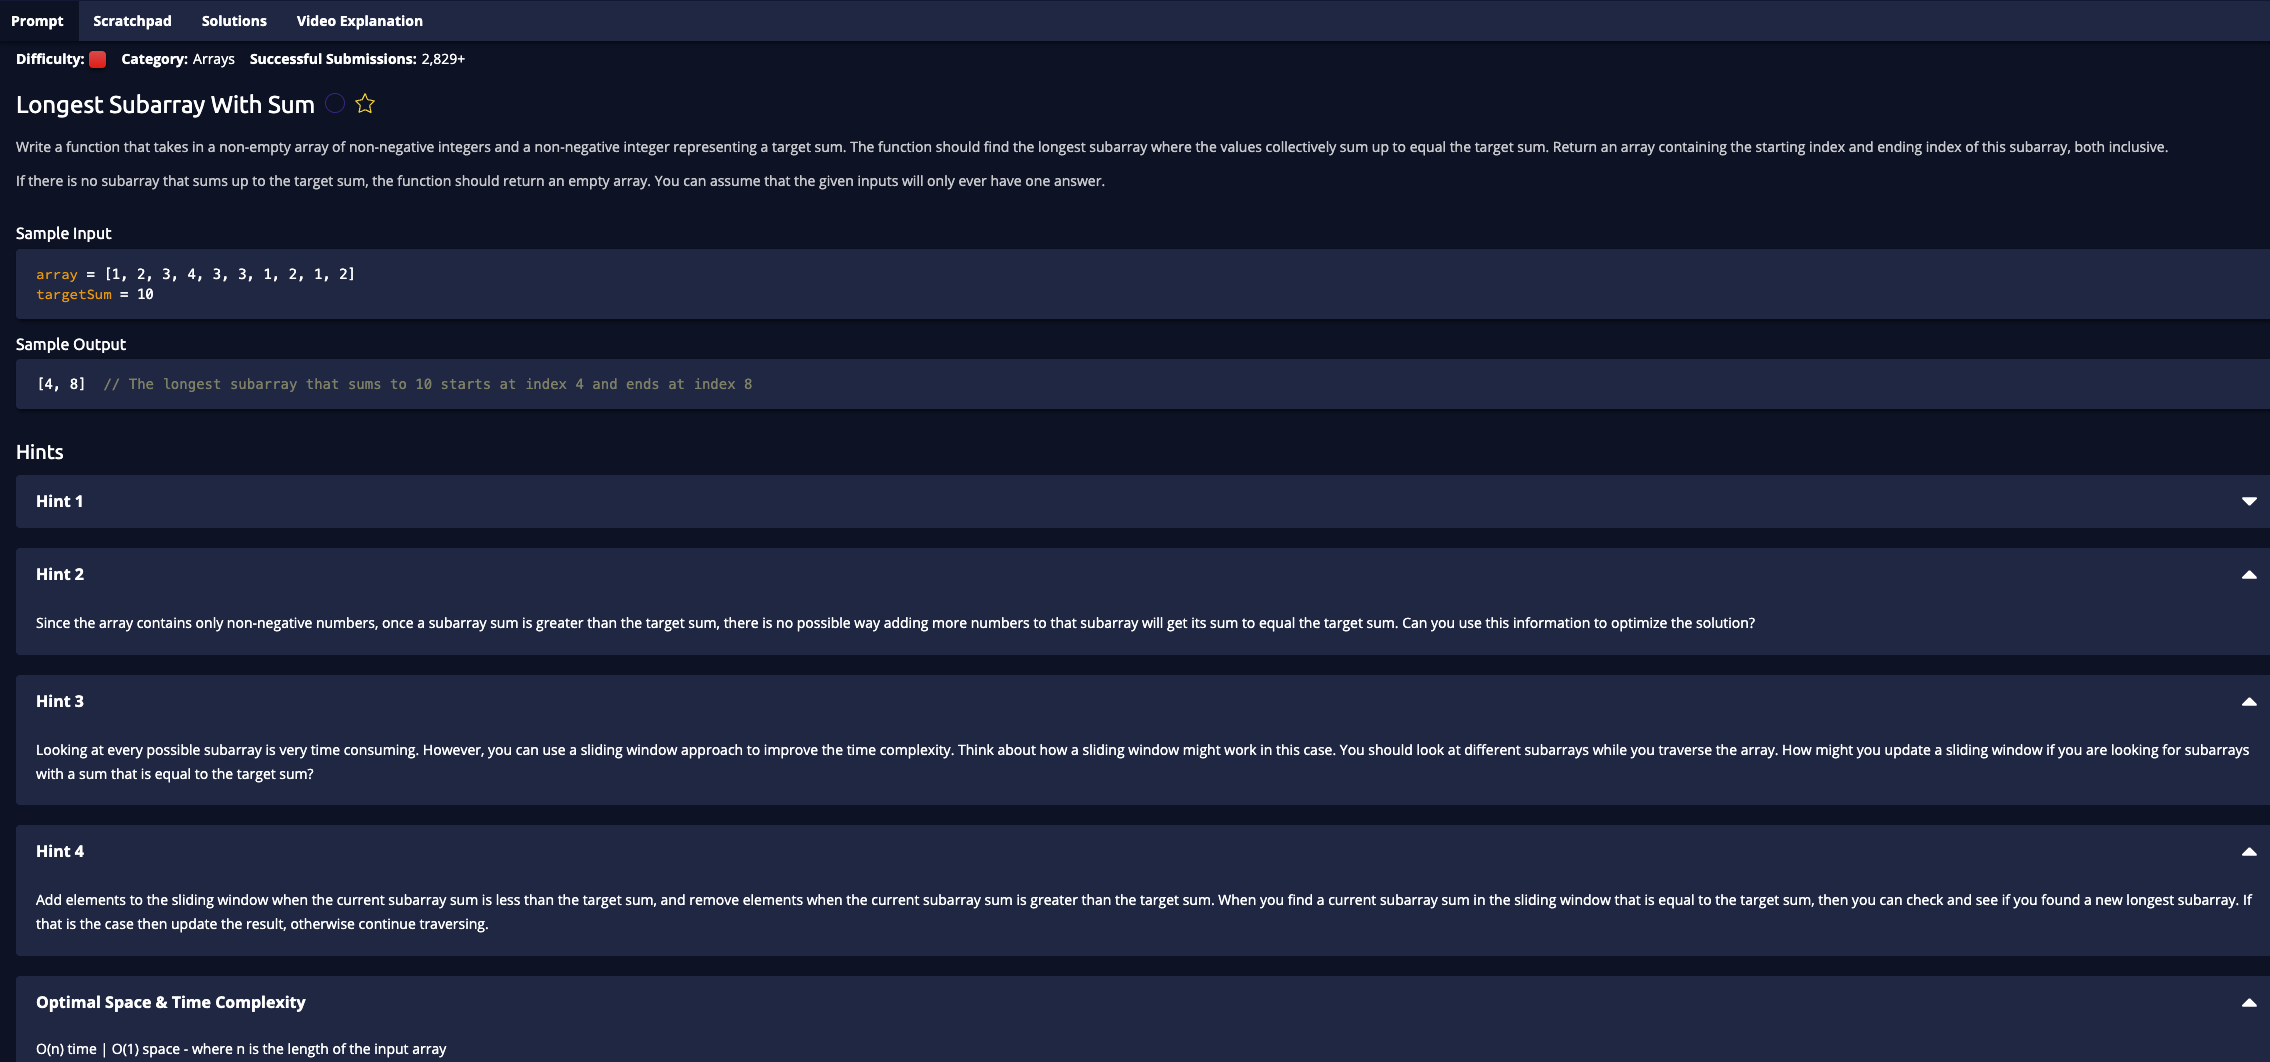 Prompt Scratchpad Solutions Video Explanation
Difficulty: Category: Arrays Successful Submissions: 2,829+
Longest Subarray With Sum
Write a function that takes in a non-empty array of non-negative integers and a non-negative integer representing a target sum. The function should find the longest subarray where the values collectively sum up to equal the target sum. Return an array containing the starting index and ending index of this subarray, both inclusive.
If there is no subarray that sums up to the target sum, the function should return an empty array. You can assume that the given inputs will only ever have one answer.
Sample Input
array = [1, 2, 3, 4, 3, 3, 1, 2, 1, 2]
targetSum = 10
Sample Output
[4, 8] // The longest subarray that sums to 10 starts at index 4 and ends at index 8
Hints
Hint 1
Hint 2
Since the array contains only non-negative numbers, once a subarray sum is greater than the target sum, there is no possible way adding more numbers to that subarray will get its sum to equal the target sum. Can you use this information to optimize the solution?
Hint 3
Looking at every possible subarray is very time consuming. However, you can use a sliding window approach to improve the time complexity. Think about how a sliding window might work in this case. You should look at different subarrays while you traverse the array. How might you update a sliding window if you are looking for subarrays
with a sum that is equal to the target sum?
Hint 4
Add elements to the sliding window when the current subarray sum is less than the target sum, and remove elements when the current subarray sum is greater than the target sum. When you find a current subarray sum in the sliding window that is equal to the target sum, then you can check and see if you found a new longest subarray. If
that is the case then update the result, otherwise continue traversing.
Optimal Space & Time Complexity
O(n) time | O(1) space - where n is the length of the input array